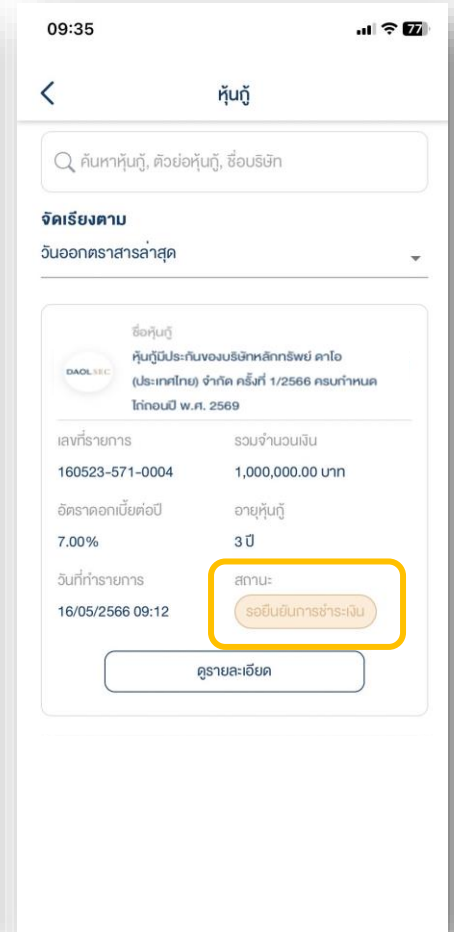 09:35
77
หุ้นกู้
ค้นหาหุ้นกู้, ตัวย่อหุ้นกู้, ชื่อบริษัท
จัดเรียงตาม
วันออกตราสารล่าสุด
ชื่อหุ้นกู้
DAOL SEC
หุ้นกู้มีประกันของบริษัทหลักทรัพย์ ดาโอ
(ประเทศไทย) จำกัด ครั้งที่ 1/2566 ครบกำหนด
ไถ่ถอนปี พ.ศ. 2569
เลขที่รายการ รวมจำนวนเงิน
160523-571-0004 1,000,000.00 บาท
อัตราดอกเบี้ยต่อปี อายุหุ้นกู้
7.00% 3 ปี
วันที่ทำรายการ สถานะ
16/05/2566 09:12 รอยืนยันการชำระเงิน
ดูรายละเอียด